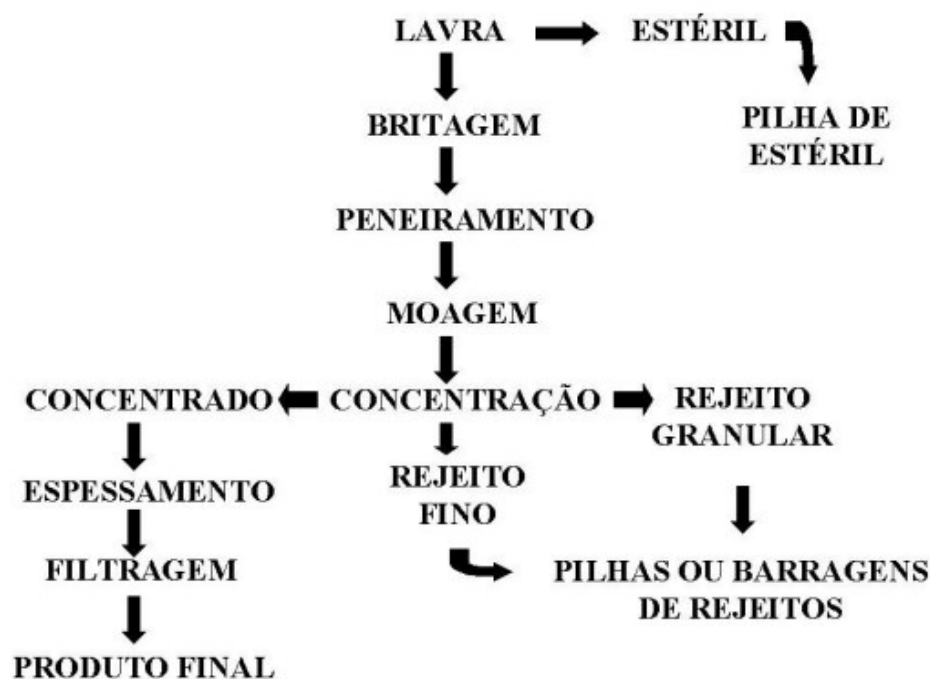 LAVRA
ESTÉRIL
PILHA DE
ESTÉRIL
BRITAGEM
PENEIRAMENTO
MOAGEM
CONCENTRADO
CONCENTRAÇÃO
REJEITO
GRANULAR
ESPESSAMENTO
REJEITO
FINO
FILTRAGEM
PILHAS OU BARRAGENS
DE REJEITOS
PRODUTO FINAL